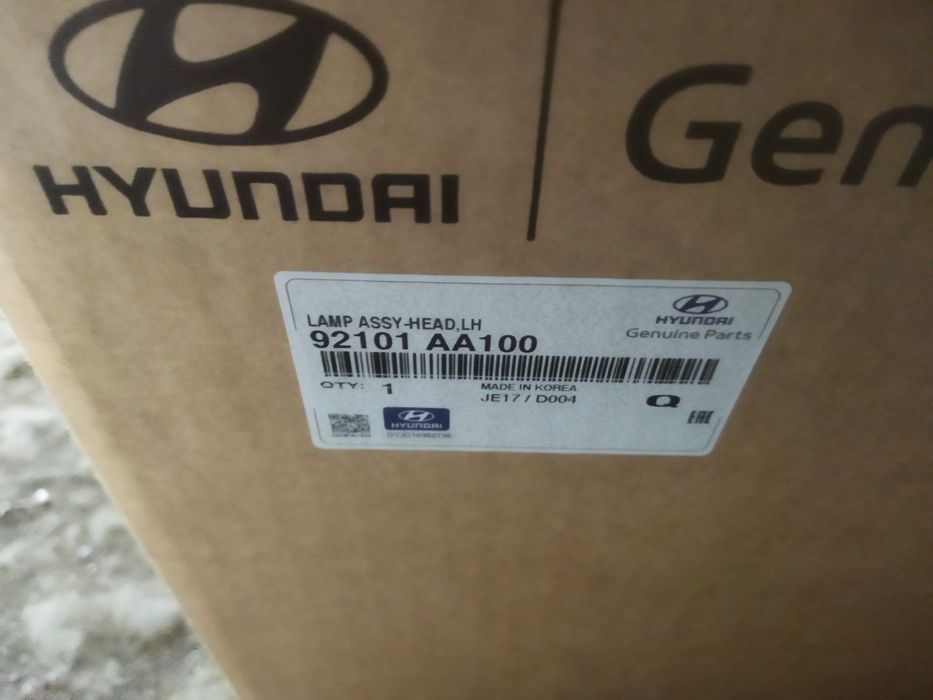 HYUNDAI
Gen
LAMP ASSY-HEAD,LH
92101 AA100
HYUNDAI
Genuine Parts
QTY: 1
MADE IN KOREA
JE17 / D004
Q
EAC
HYUNDAI